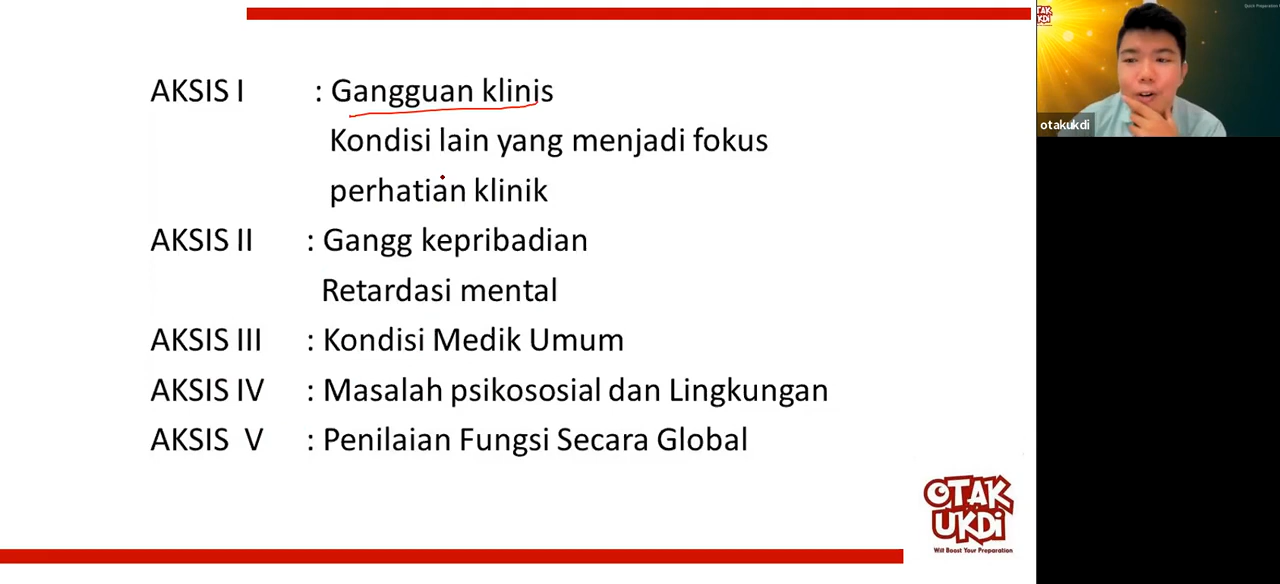 AKSIS I : Gangguan klinis
Kondisi lain yang menjadi fokus
perhatian klinik
AKSIS II : Gangg kepribadian
Retardasi mental
AKSIS III : Kondisi Medik Umum
AKSIS IV : Masalah psikososial dan Lingkungan
AKSIS V : Penilaian Fungsi Secara Global
OTAK
UKDi
Will Boost Your Preparation
otakukdi
Quick Preparation